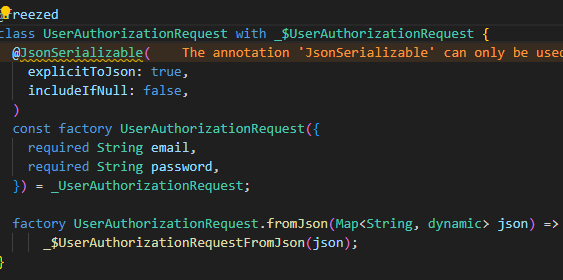 @freezed
class UserAuthorizationRequest with _$UserAuthorizationRequest {
@JsonSerializable( The annotation 'JsonSerializable' can only be used
explicitToJson: true,
includeIfNull: false,
)
const factory UserAuthorizationRequest({
required String email,
required String password,
}) = _UserAuthorizationRequest;
factory UserAuthorizationRequest.fromJson(Map<String, dynamic> json) =>
_$UserAuthorizationRequestFromJson(json);
}